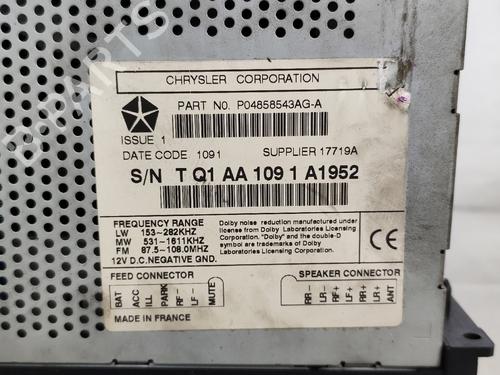 B-PARTS
CHRYSLER CORPORATION
PART NO. P04858543AG-A
ISSUE 1
DATE CODE 1091 SUPPLIER 17719A
S/N T Q1 AA 109 1 A1952
FREQUENCY RANGE
LW 153-282KHZ
MW 531-1611KHZ
FM 87.5-108.0MHZ
12V D.C. NEGATIVE GND.
Dolby noise reduction manufactured under
license from Dolby Laboratories Licensing
Corporation. "Dolby" and the double-D
symbol are trademarks of Dolby
Laboratories Licensing Corporation.
CE
FEED CONNECTOR
BAT
ACC
ILL
PARK
RF-
LF-
MUTE
SPEAKER CONNECTOR
RR-
LR-
RF+
LF+
RR+
LR+
ANT
MADE IN FRANCE